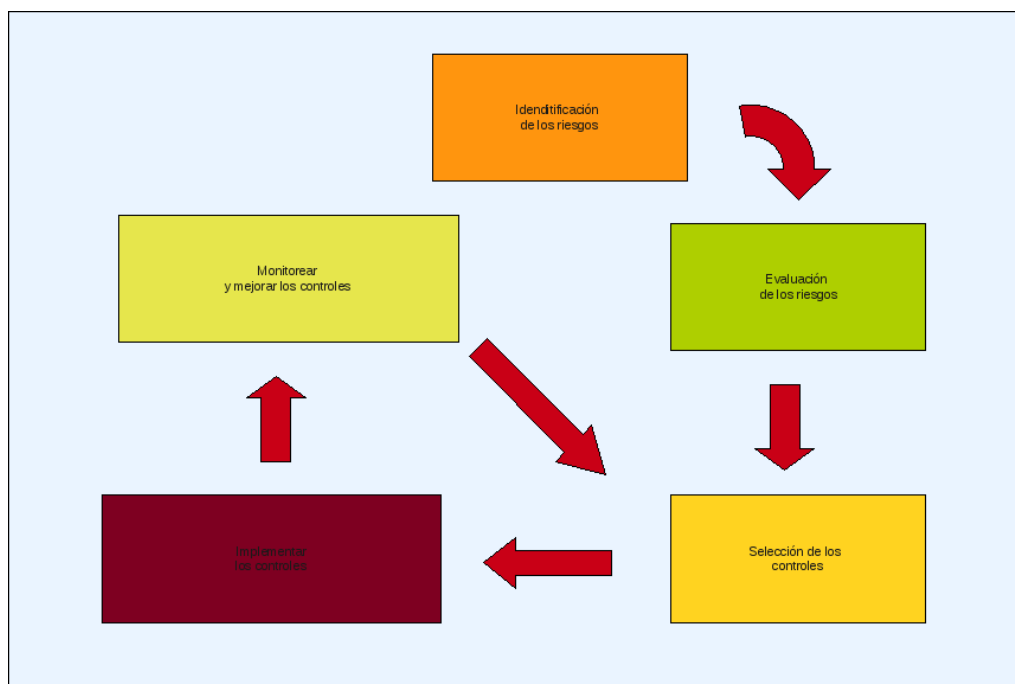 Idenditificación
de los riesgos
Evaluación
de los riesgos
Selección de los
controles
Implementar
los controles
Monitorear
y mejorar los controles